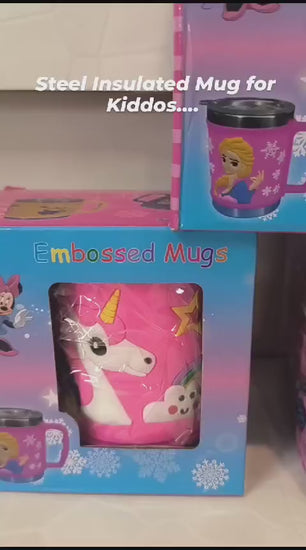 Steel Insulated Mug for
Kiddos....
Embossed Mugs